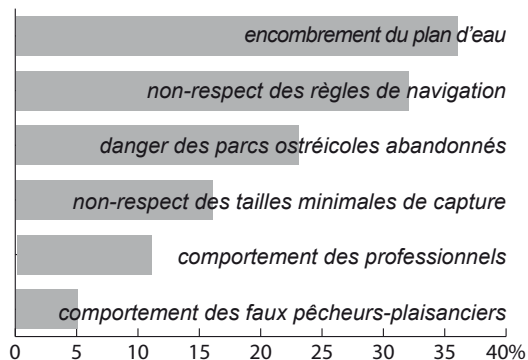 encombrement du plan d'eau
non-respect des règles de navigation
danger des parcs ostréicoles abandonnés
non-respect des tailles minimales de capture
comportement des professionnels
comportement des faux pêcheurs-plaisanciers
0 5 10 15 20 25 30 35 40%